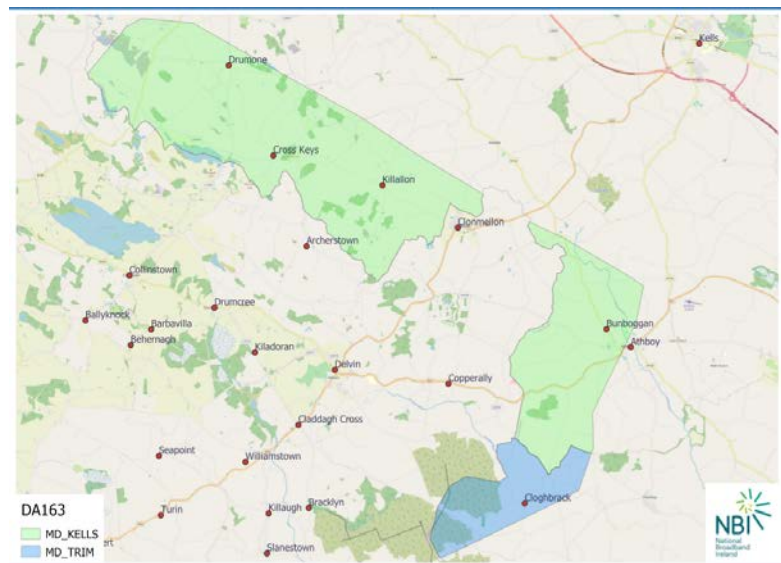 Kells
Drumone
Cross Keys
Killallon
Clonmellon
Archerstown
Collinstown
Drumcree
Ballyknock
Barbavilla
Behernagh
Kiladoran
Bunboggan
Athboy
Delvin
Copperally
Claddagh Cross
Seapoint
Williamstown
Cloghbrack
Killaugh
Bracklyn
Turin
Slanestown
DA163
MD_KELLS
MD_TRIM
NBI
National
Broadband
Ireland